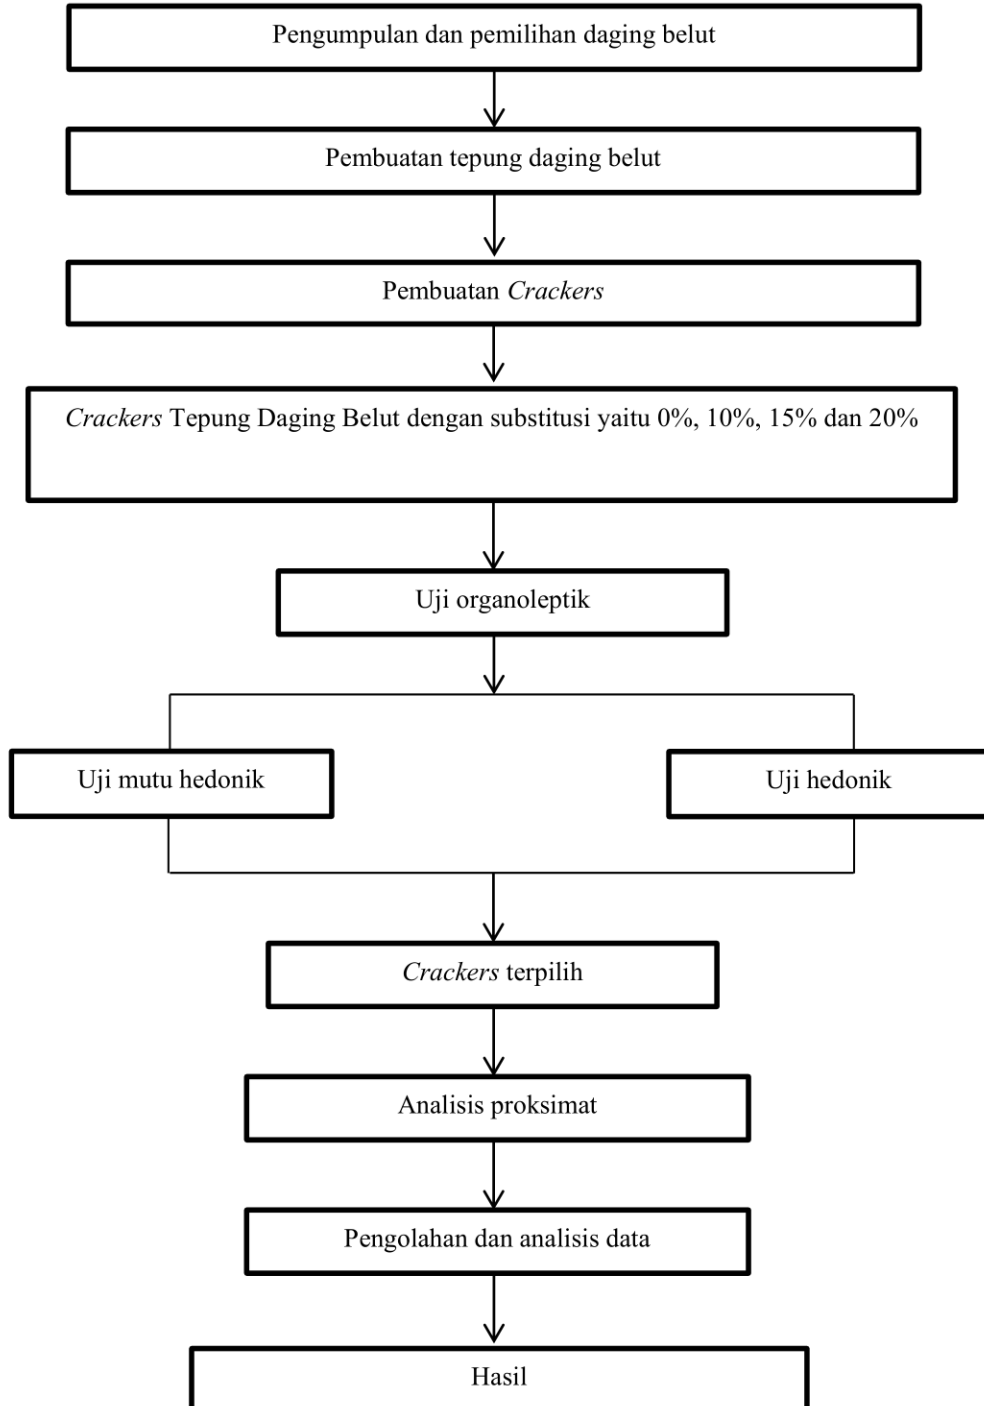 Pengumpulan dan pemilihan daging belut
Pembuatan tepung daging belut
Pembuatan Crackers
Crackers Tepung Daging Belut dengan substitusi yaitu 0%, 10%, 15% dan 20%
Uji organoleptik
Uji mutu hedonik
Uji hedonik
Crackers terpilih
Analisis proksimat
Pengolahan dan analisis data
Hasil